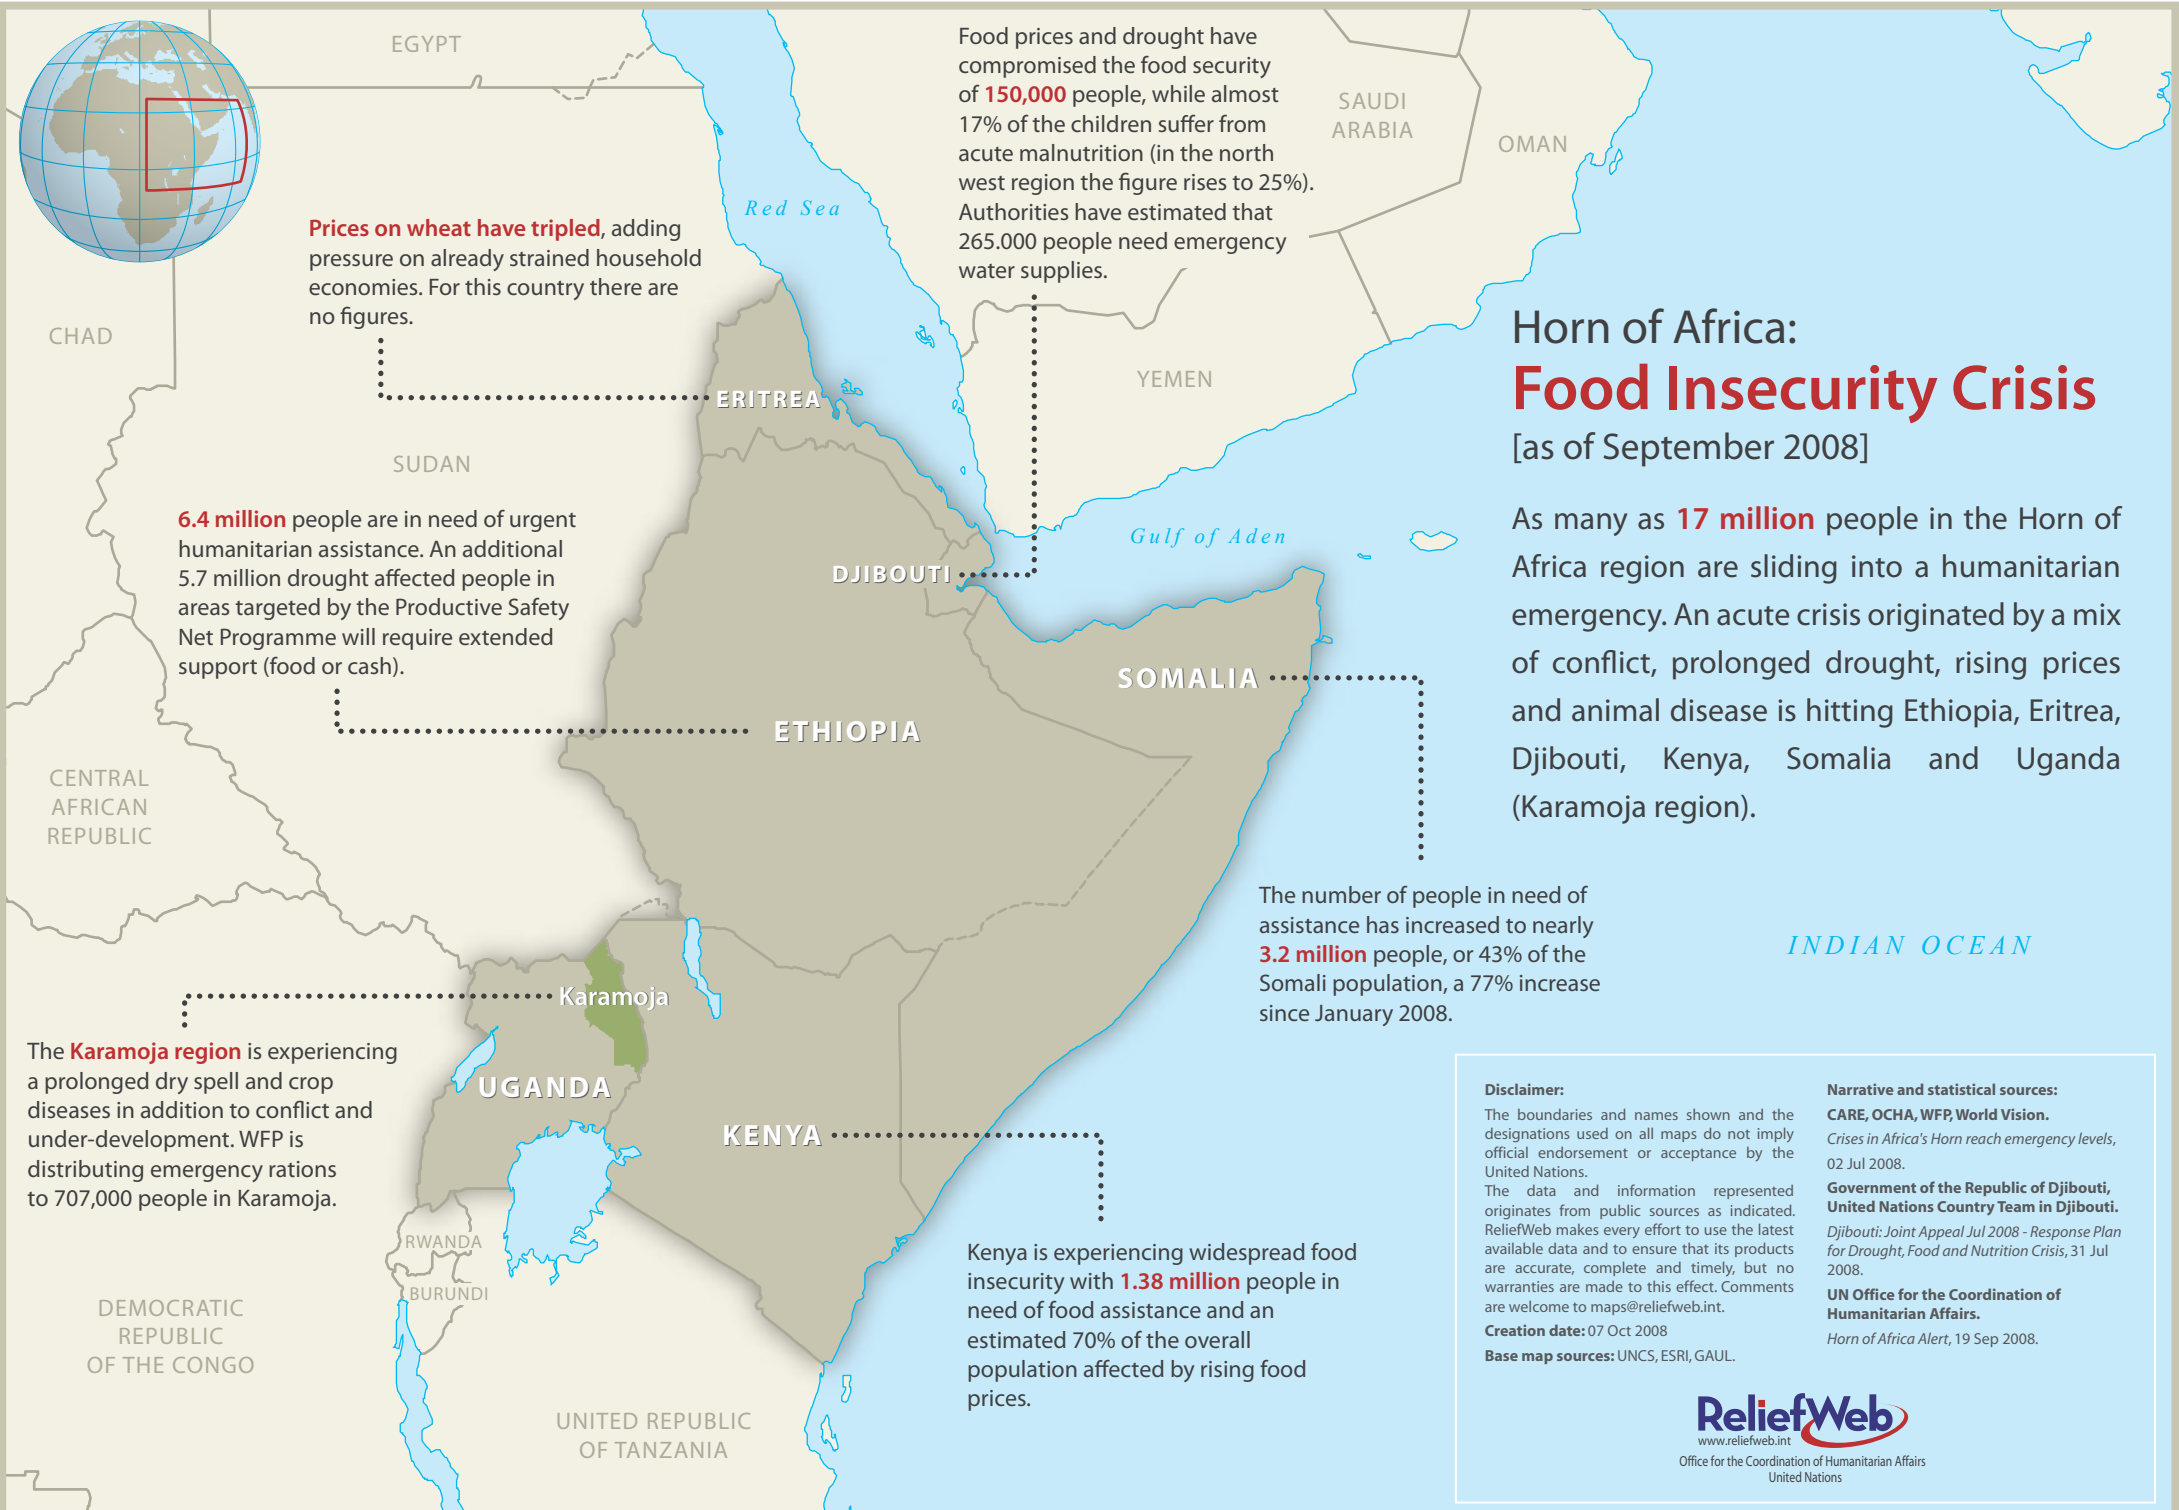 Horn of Africa:
Food Insecurity Crisis
[as of September 2008]
As many as 17 million people in the Horn of
Africa region are sliding into a humanitarian
emergency. An acute crisis originated by a mix
of conflict, prolonged drought, rising prices
and animal disease is hitting Ethiopia, Eritrea,
Djibouti, Kenya, Somalia and Uganda
(Karamoja region).
EGYPT
Food prices and drought have
compromised the food security
of 150,000 people, while almost
17% of the children suffer from
acute malnutrition (in the north
west region the figure rises to 25%).
Authorities have estimated that
265.000 people need emergency
water supplies.
SAUDI
ARABIA
OMAN
Red Sea
Prices on wheat have tripled, adding
pressure on already strained household
economies. For this country there are
no figures.
CHAD
YEMEN
ERITREA
SUDAN
6.4 million people are in need of urgent
humanitarian assistance. An additional
5.7 million drought affected people in
areas targeted by the Productive Safety
Net Programme will require extended
support (food or cash).
Gulf of Aden
DJIBOUTI
SOMALIA
ETHIOPIA
CENTRAL
AFRICAN
REPUBLIC
The number of people in need of
assistance has increased to nearly
3.2 million people, or 43% of the
Somali population, a 77% increase
since January 2008.
INDIAN OCEAN
Karamoja
The Karamoja region is experiencing
a prolonged dry spell and crop
diseases in addition to conflict and
under-development. WFP is
distributing emergency rations
to 707,000 people in Karamoja.
UGANDA
KENYA
RWANDA
BURUNDI
Kenya is experiencing widespread food
insecurity with 1.38 million people in
need of food assistance and an
estimated 70% of the overall
population affected by rising food
prices.
DEMOCRATIC
REPUBLIC
OF THE CONGO
UNITED REPUBLIC
OF TANZANIA
Disclaimer:
The boundaries and names shown and the
designations used on all maps do not imply
official endorsement or acceptance by the
United Nations.
The data and information represented
originates from public sources as indicated.
ReliefWeb makes every effort to use the latest
available data and to ensure that its products
are accurate, complete and timely, but no
warranties are made to this effect. Comments
are welcome to maps@reliefweb.int.
Creation date: 07 Oct 2008
Base map sources: UNCS, ESRI, GAUL.
Narrative and statistical sources:
CARE, OCHA, WFP, World Vision.
Crises in Africa's Horn reach emergency levels,
02 Jul 2008.
Government of the Republic of Djibouti,
United Nations Country Team in Djibouti.
Djibouti: Joint Appeal Jul 2008 - Response Plan
for Drought, Food and Nutrition Crisis, 31 Jul
2008.
UN Office for the Coordination of
Humanitarian Affairs.
Horn of Africa Alert, 19 Sep 2008.
ReliefWeb
www.reliefweb.int
Office for the Coordination of Humanitarian Affairs
United Nations